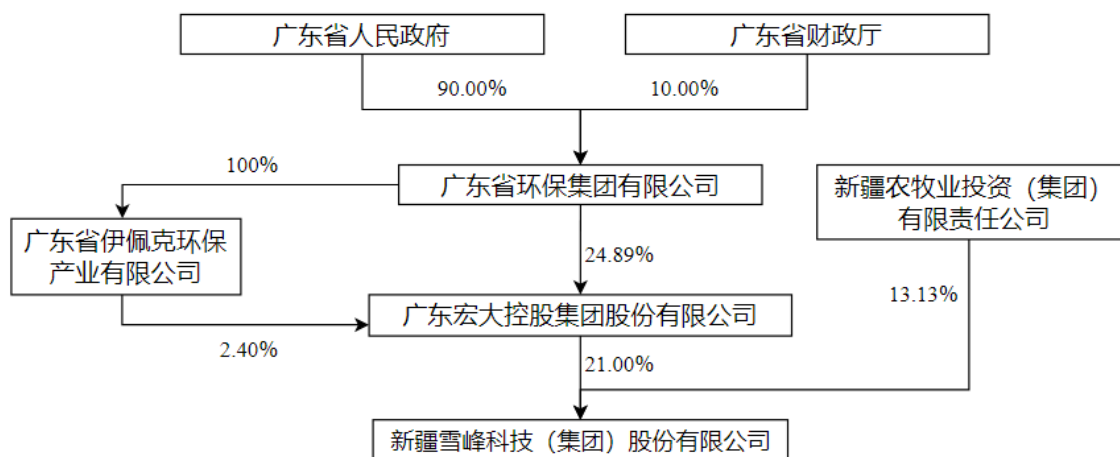 广东省人民政府
广东省财政厅
90.00%
10.00%
100%
广东省环保集团有限公司
新疆农牧业投资（集团）
有限责任公司
广东省伊佩克环保
产业有限公司
24.89%
13.13%
广东宏大控股集团股份有限公司
2.40%
21.00%
新疆雪峰科技（集团）股份有限公司